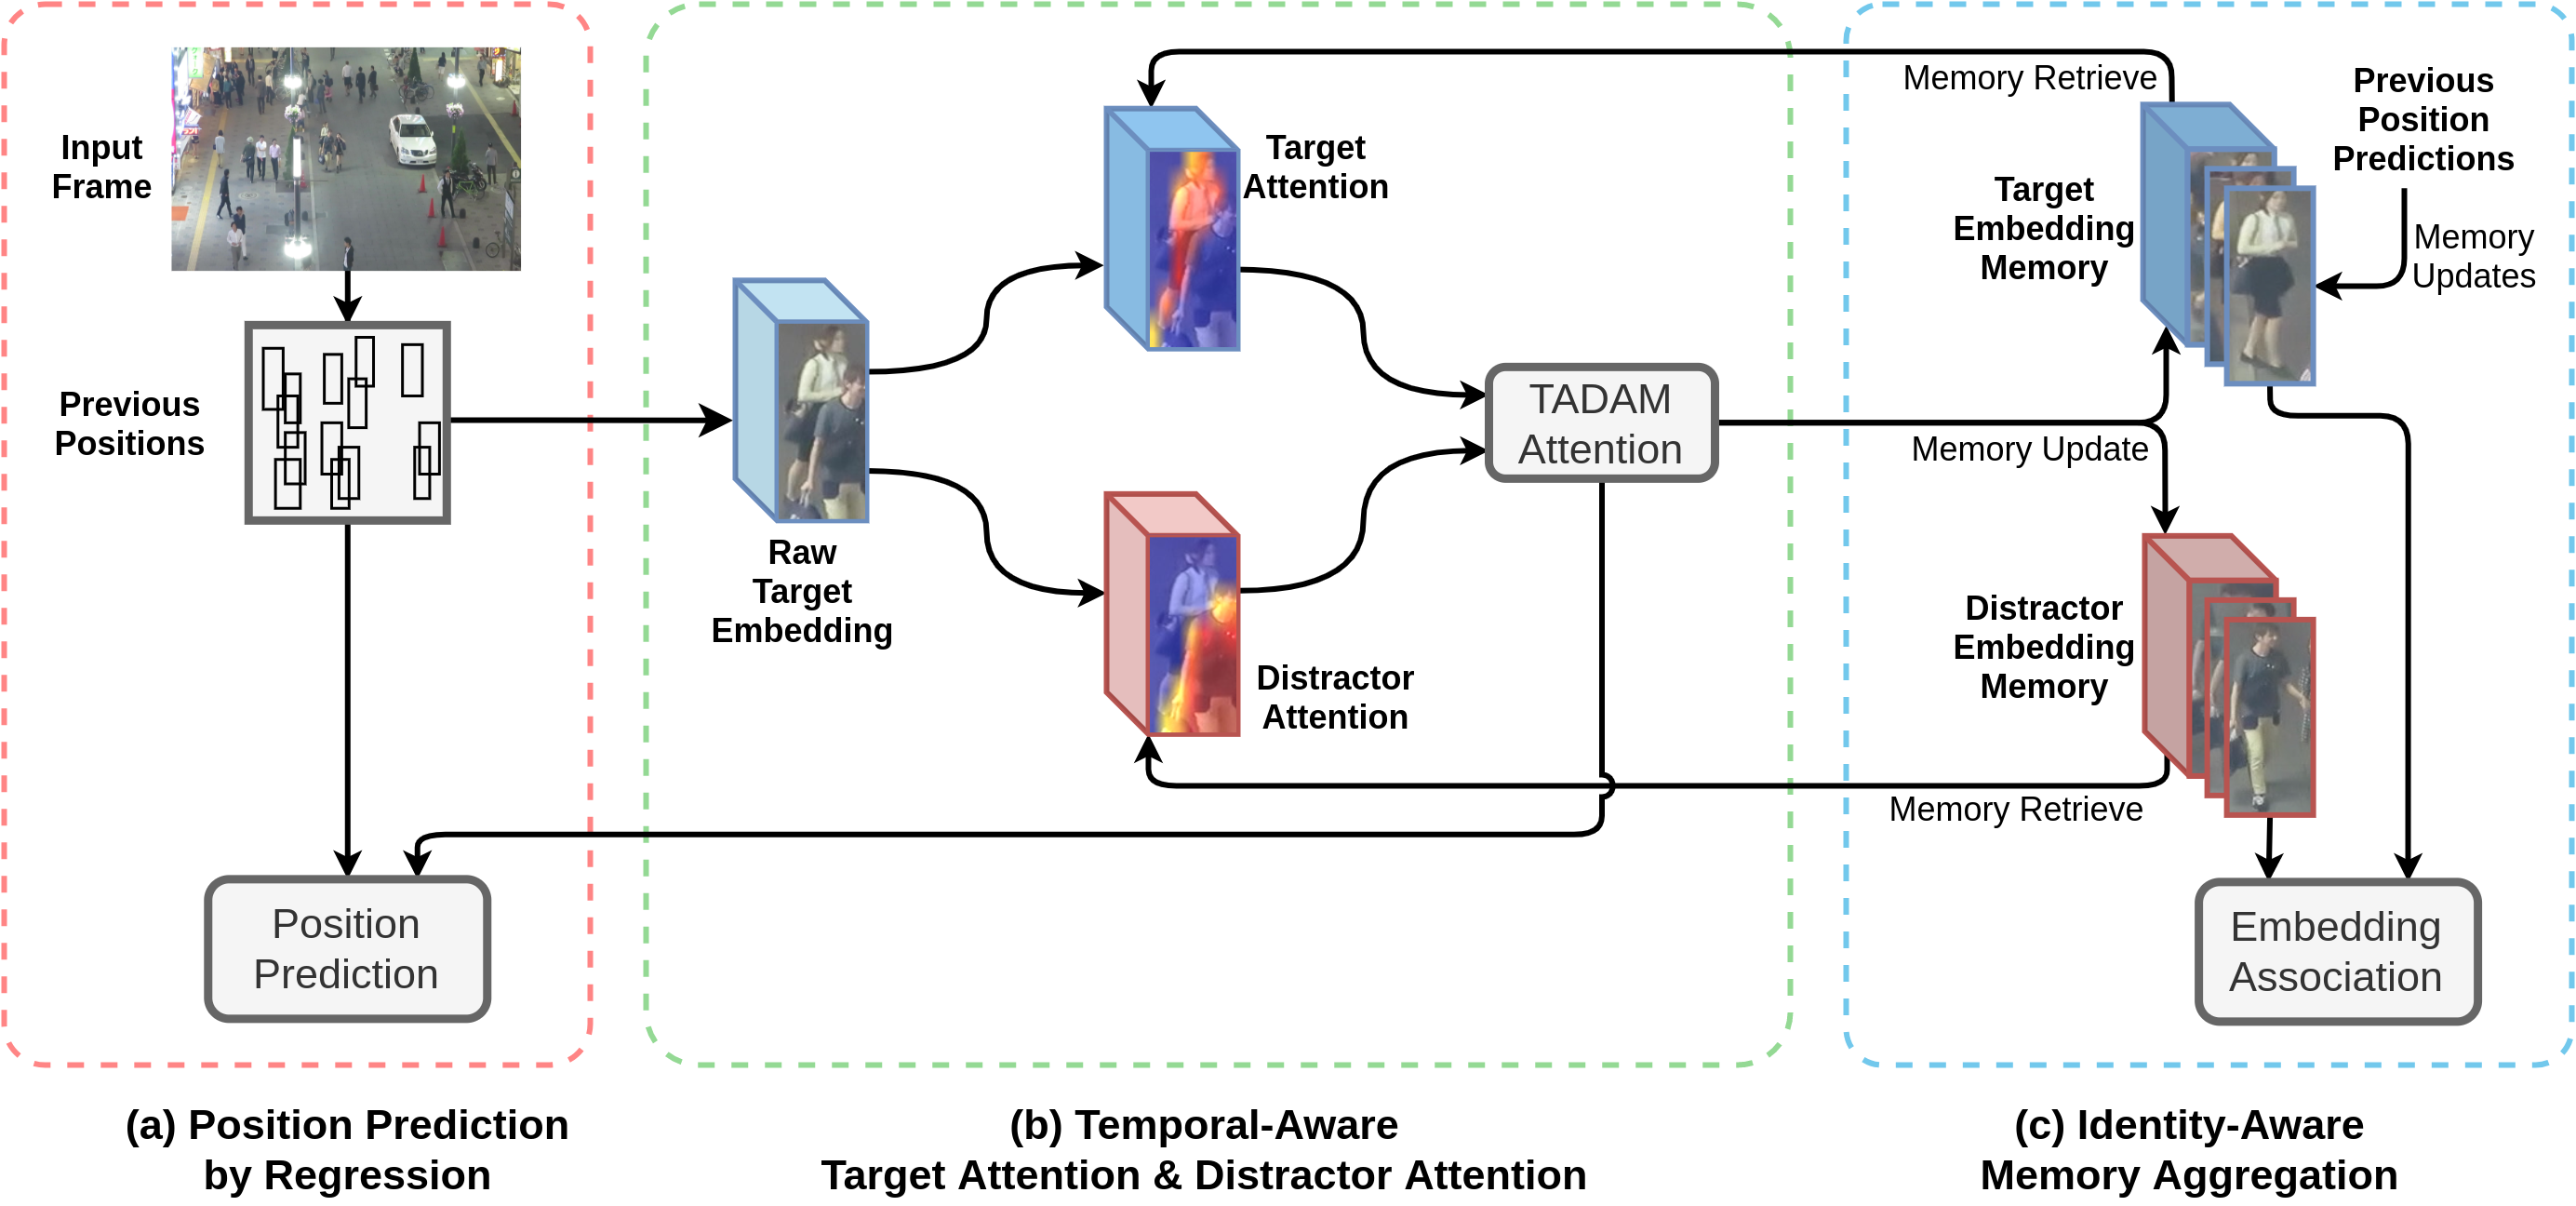 Input
Frame
Previous
Positions
Position
Prediction
Raw
Target
Embedding
Target
Attention
Distractor
Attention
TADAM
Attention
Memory Retrieve
Target
Embedding
Memory
Previous
Position
Predictions
Memory
Updates
Memory Update
Distractor
Embedding
Memory
Memory Retrieve
Embedding
Association
(a) Position Prediction
by Regression
(b) Temporal-Aware
Target Attention & Distractor Attention
(c) Identity-Aware
Memory Aggregation